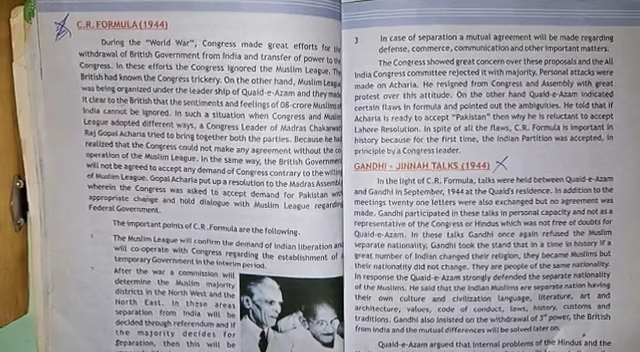 C.R. FORMULA (1944)
During the "World War", Congress made great efforts for the
withdrawal of British Government from India and transfer of power to the
Congress. In these efforts the Congress ignored the Muslim League. The
British had known the Congress trickery. On the other hand, Muslim League
was being organized under the leader ship of Quaid-e-Azam and they made
it clear to the British that the sentiments and feelings of 08-crore Muslims of
India cannot be ignored. In such a situation when Congress and Muslim
League adopted different ways, a Congress Leader of Madras Chakarwati
Raj Gopal Acharia tried to bring together both the parties. Because he had
realized that the Congress could not make any agreement without the co
operation of the Muslim League. In the same way, the British Government
will not be agreed to accept any demand of Congress contrary to the willing
of Muslim League. Gopal Acharia put up a resolution to the Madras Assembly
wherein the Congress was asked to accept demand for Pakistan with
appropriate change and hold dialogue with Muslim League regarding
Federal Government.
The important points of C.R. Formula are the following.
The Muslim League will confirm the demand of Indian liberation and
will co-operate with Congress regarding the establishment of
temporary Government in the interim period.
After the war a commission will
determine the Muslim majority
districts in the North West and the
North East. In these areas
separation from India will be
decided through referendum and if
the majority decides for
separation, then this will be
3 In case of separation a mutual agreement will be made regarding
defense, commerce, communication and other important matters.
The Congress showed great concern over these proposals and the All
India Congress committee rejected it with majority. Personal attacks were
made on Acharia. He resigned from Congress and Assembly with great
protest over this attitude. On the other hand Quaid-e-Azam indicated
certain flaws in formula and pointed out the ambiguities. He told that if
Acharia is ready to accept "Pakistan" then why he is reluctant to accept
Lahore Resolution. In spite of all the flaws, C.R. Formula is important in
history because for the first time, the Indian Partition was accepted, in
principle by a Congress Leader.
GANDHI - JINNAH TALKS (1944)
In the light of C.R. Formula, talks were held between Quaid-e-Azam
and Gandhi in September, 1944 at the Quaid's residence. In addition to the
meetings twenty one letters were also exchanged but no agreement was
made. Gandhi participated in these talks in personal capacity and not as a
representative of the Congress or Hindus which was not free of doubts for
Quaid-e-Azam. In these talks Gandhi once again refused the Muslim
separate nationality, Gandhi took the stand that in a time in history if a
great number of Indian changed their religion, they became Muslims but
their nationality did not change. They are people of the same nationality.
In response the Quaid-e-Azam strongly defended the separate nationality
of the Muslims. He said that the Indian Muslims are separate nation having
their own culture and civilization language, literature, art and
architecture, values, code of conduct, laws, history, customs and
traditions. Gandhi also insisted on the withdrawal of 3rd power, the British
from India and the mutual differences will be solved later on.
Quaid-e-Azam argued that internal problems of Hindus and the